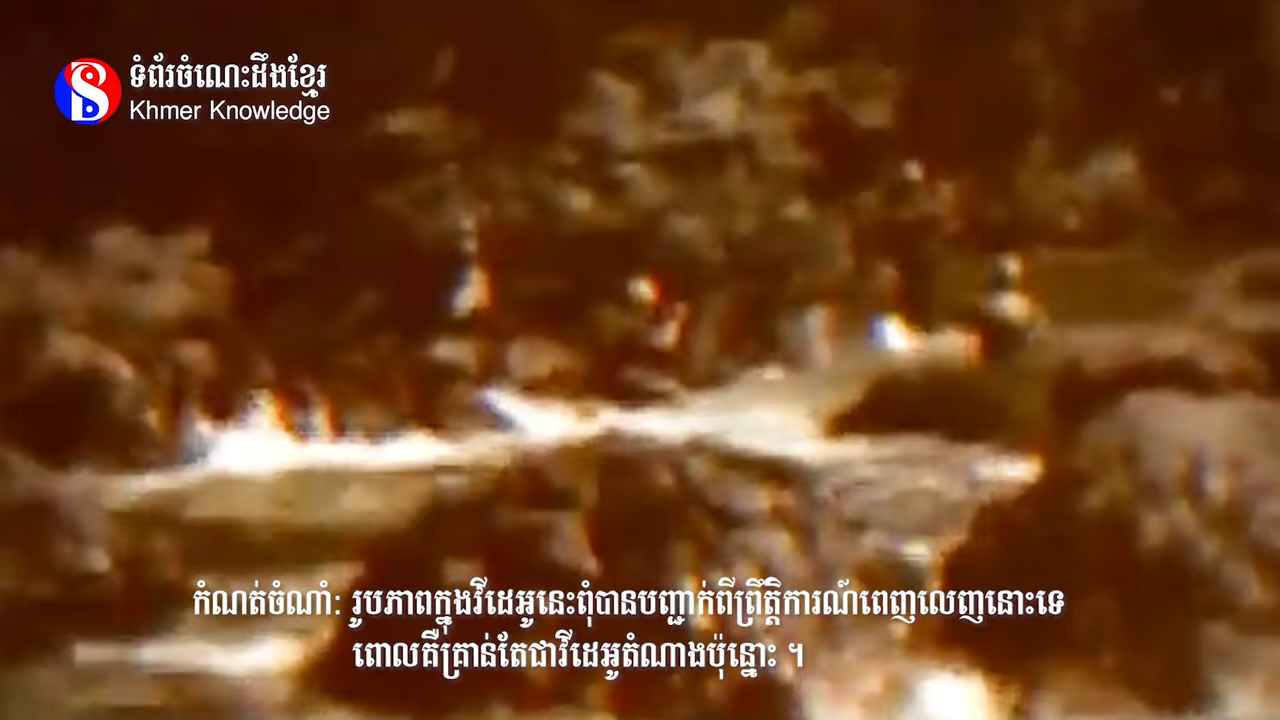 ទំព័រចំណេះដឹងខ្មែរ
Khmer Knowledge
កំណត់ចំណាំ: រូបភាពក្នុងវីដេអូនេះពុំបានបញ្ជាក់ពីព្រឹត្តិការណ៍ពេញលេញនោះទេ
ពោលគឺគ្រាន់តែជាវីដេអូតំណាងប៉ុន្នោះ ។